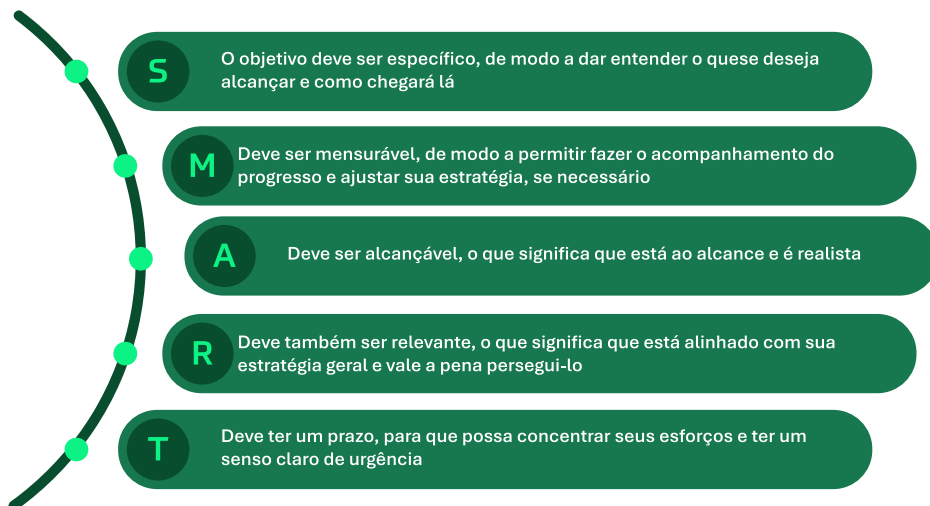 S
O objetivo deve ser específico, de modo a dar entender o quese deseja
alcançar e como chegará lá
M
Deve ser mensurável, de modo a permitir fazer o acompanhamento do
progresso e ajustar sua estratégia, se necessário
A
Deve ser alcançável, o que significa que está ao alcance e é realista
R
Deve também ser relevante, o que significa que está alinhado com sua
estratégia geral e vale a pena persegui-lo
T
Deve ter um prazo, para que possa concentrar seus esforços e ter um
senso claro de urgência